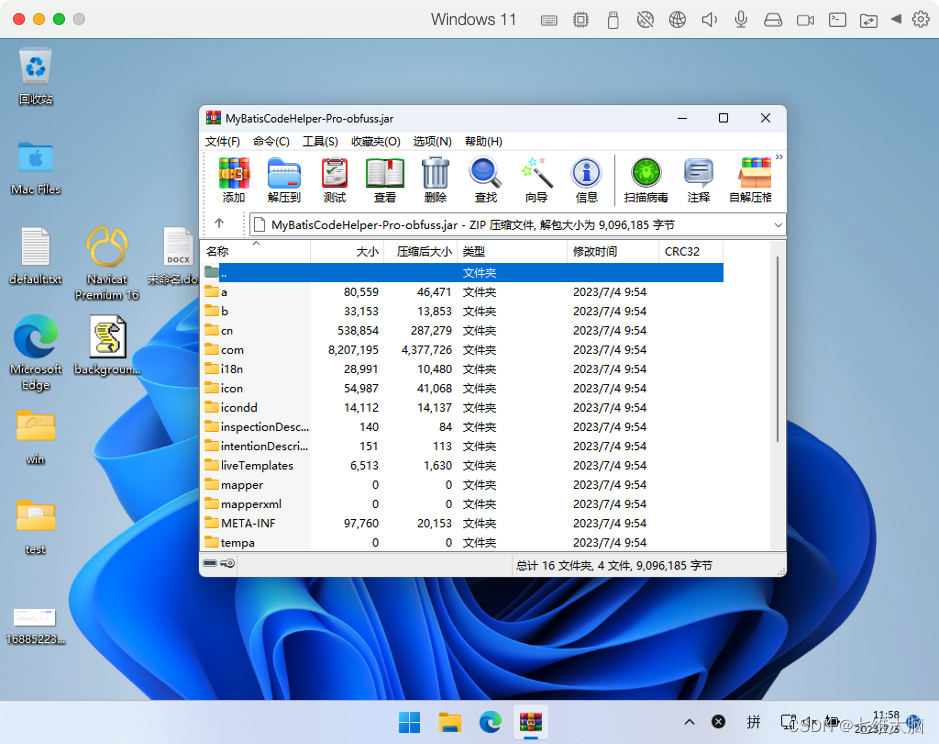 Windows 11
回收站
Mac Files
default.txt
Navicat Premium 16
未命名.do
Microsoft Edge
backgroun...
win
test
16885223...
MyBatisCodeHelper-Pro-obfuss.jar
文件(F) 命令(C) 工具(S) 收藏夹(O) 选项(N) 帮助(H)
添加 解压到 测试 查看 删除 查找 向导 信息 扫描病毒 注释 自解压格
MyBatisCodeHelper-Pro-obfuss.jar - ZIP 压缩文件, 解包大小为 9,096,185 字节
名称 大小 压缩后大小 类型 修改时间 CRC32
.. 文件夹
a 80,559 46,471 文件夹 2023/7/4 9:54
b 33,153 13,853 文件夹 2023/7/4 9:54
cn 538,854 287,279 文件夹 2023/7/4 9:54
com 8,207,195 4,377,726 文件夹 2023/7/4 9:54
i18n 28,991 10,480 文件夹 2023/7/4 9:54
icon 54,987 41,068 文件夹 2023/7/4 9:54
icondd 14,112 14,137 文件夹 2023/7/4 9:54
inspectionDesc... 140 84 文件夹 2023/7/4 9:54
intentionDescri... 151 113 文件夹 2023/7/4 9:54
liveTemplates 6,513 1,630 文件夹 2023/7/4 9:54
mapper 0 0 文件夹 2023/7/4 9:54
mapperxml 0 0 文件夹 2023/7/4 9:54
META-INF 97,760 20,153 文件夹 2023/7/4 9:54
tempa 0 0 文件夹 2023/7/4 9:54
总计 16 文件夹, 4 文件, 9,096,185 字节
DOCX
拼
11:58
CSDN @七维大脑